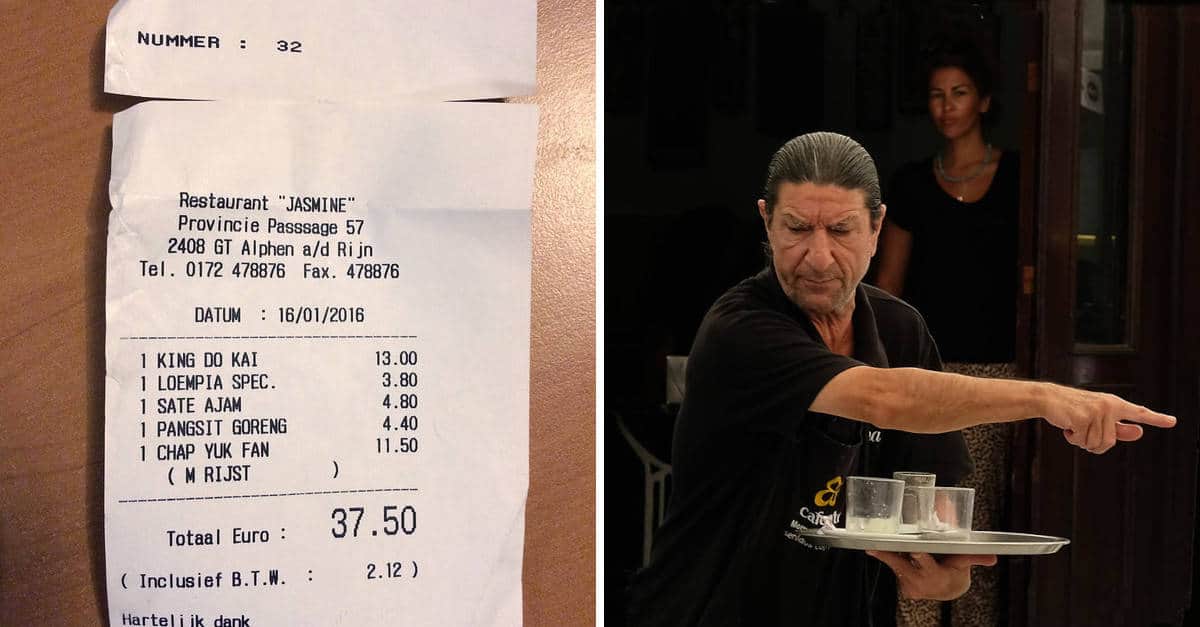 NUMMER : 32
Restaurant "JASMINE"
Provincie Passsage 57
2408 GT Alphen a/d Rijn
Tel. 0172 478876 Fax. 478876
DATUM : 16/01/2016
1 KING DO KAI 13.00
1 LOEMPIA SPEC. 3.80
1 SATE AJAM 4.80
1 PANGSIT GORENG 4.40
1 CHAP YUK FAN 11.50
( M RIJST )
Totaal Euro : 37.50
( Inclusief B.T.W. : 2.12 )
Hartelijk dank